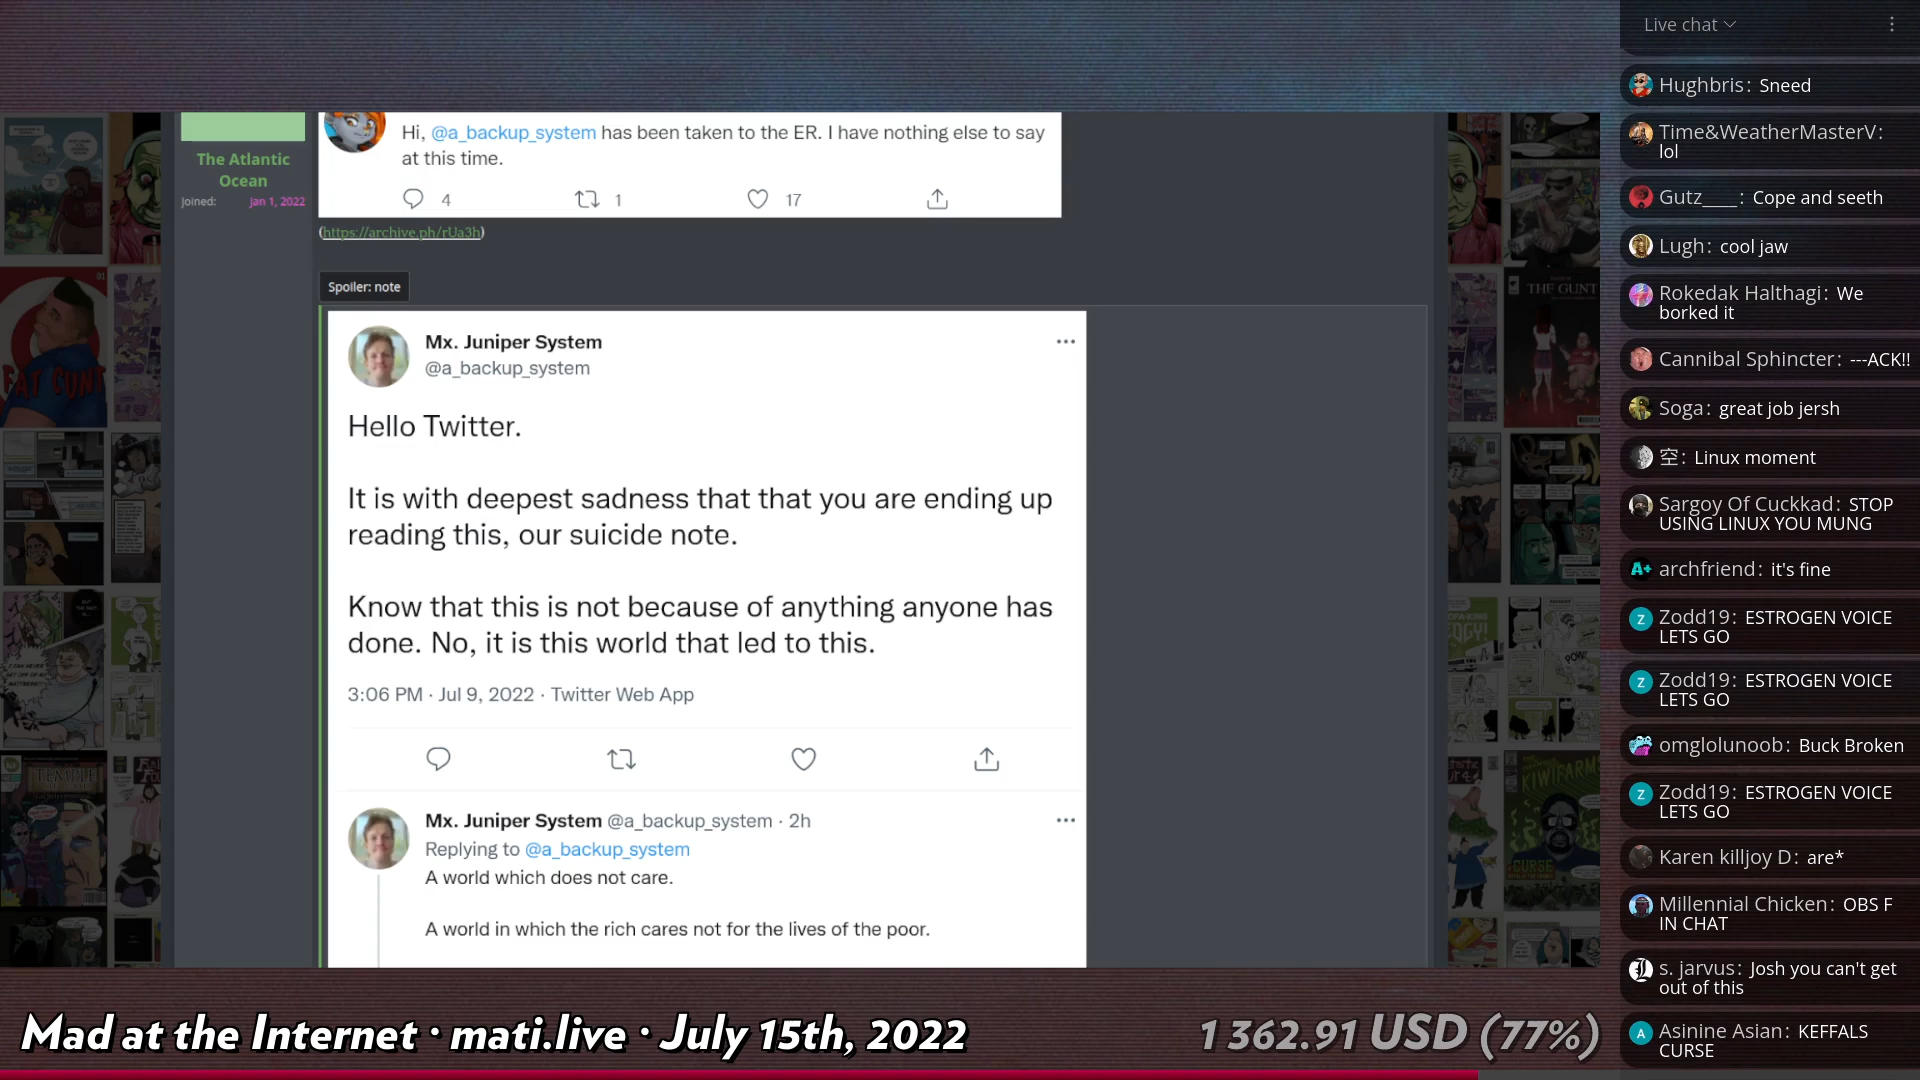 Hi, @a_backup_system has been taken to the ER. I have nothing else to say
at this time.
4
1
17
The Atlantic
Ocean
Joined: Jan 1, 2022
(https://archive.ph/rUa3h)
Spoiler: note
Mx. Juniper System
@a_backup_system
Hello Twitter.
It is with deepest sadness that that you are ending up
reading this, our suicide note.
Know that this is not because of anything anyone has
done. No, it is this world that led to this.
3:06 PM · Jul 9, 2022 · Twitter Web App
Mx. Juniper System @a_backup_system · 2h
Replying to @a_backup_system
A world which does not care.
A world in which the rich cares not for the lives of the poor.
FAT CUNT
THE GUNT
TEMPLE
KIWIFARMS
CURSE
Mad at the Internet · mati.live · July 15th, 2022
1 362.91 USD (77%)
Live chat
Hughbris: Sneed
Time&WeatherMasterV:
lol
Gutz____: Cope and seeth
Lugh: cool jaw
Rokedak Halthagi: We
borked it
Cannibal Sphincter: ---ACK!!
Soga: great job jersh
空: Linux moment
Sargoy Of Cuckkad: STOP
USING LINUX YOU MUNG
A+ archfriend: it's fine
Z Zodd19: ESTROGEN VOICE
LETS GO
Z Zodd19: ESTROGEN VOICE
LETS GO
omglolunoob: Buck Broken
Z Zodd19: ESTROGEN VOICE
LETS GO
Karen killjoy D: are*
Millennial Chicken: OBS F
IN CHAT
s. jarvus: Josh you can't get
out of this
A Asinine Asian: KEFFALS
CURSE